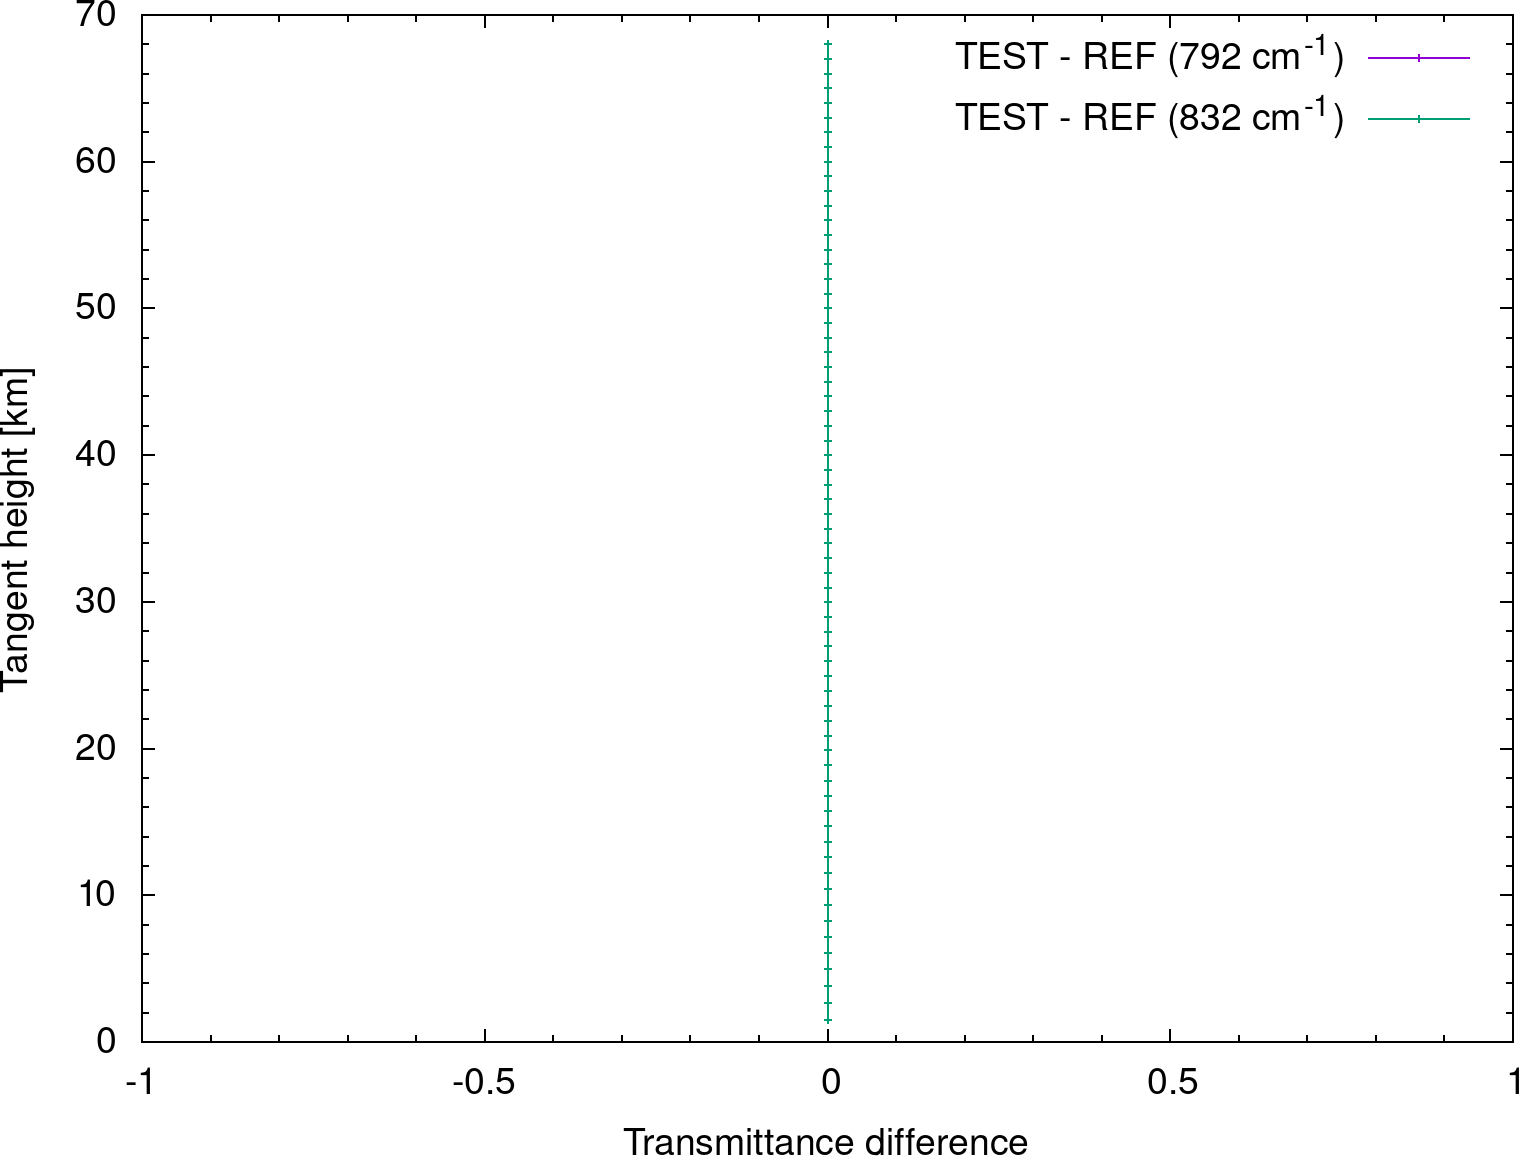 TEST - REF (792 cm-1)
TEST - REF (832 cm-1)
70
60
50
40
30
20
10
0
Tangent height [km]
-1 -0.5 0 0.5 1
Transmittance difference